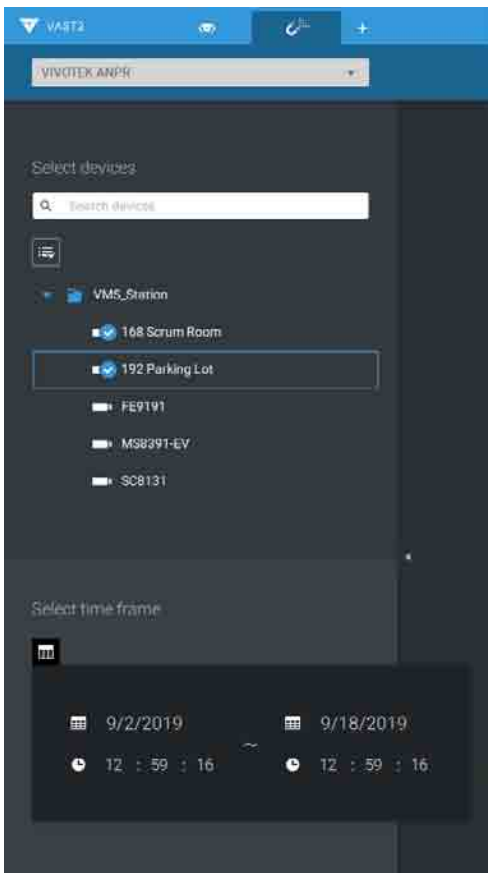 VAST2
VIVOTEK ANPR
Select devices
Search devices
VMS_Station
168 Scrum Room
192 Parking Lot
FE9191
MS8391-EV
SC8131
Select time frame
9/2/2019 9/18/2019
~
12 : 59 : 16 12 : 59 : 16